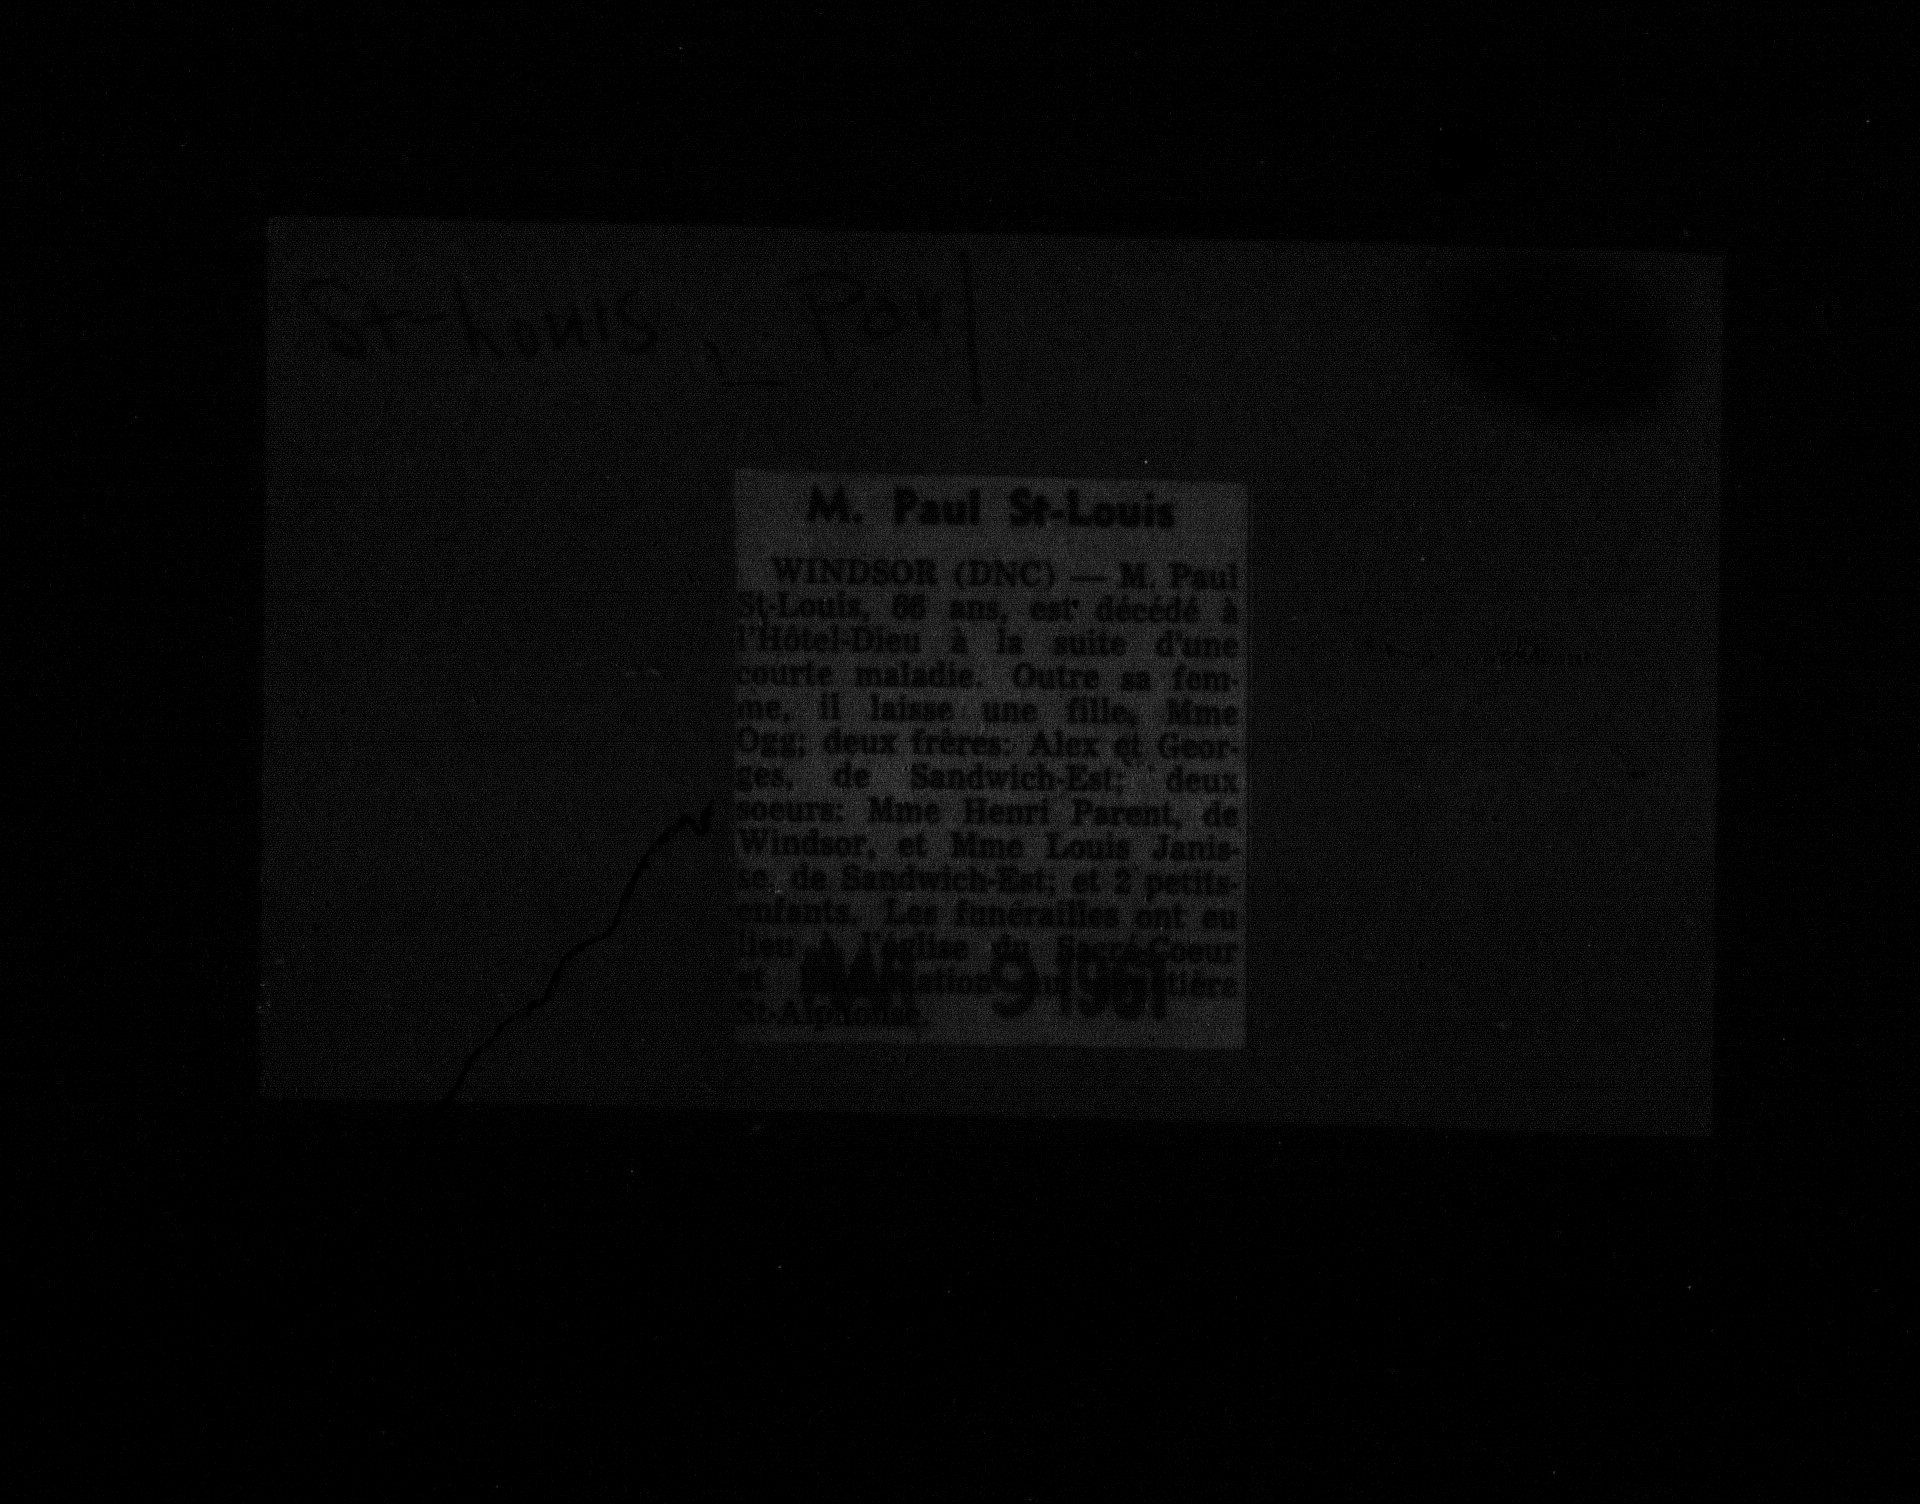 St-Louis, Paul
M. Paul St-Louis
WINDSOR (DNC) — M. Paul
St-Louis, 66 ans, est décédé à
l'Hôtel-Dieu à la suite d'une
courte maladie. Outre sa fem-
me, il laisse une fille, Mme
Ogg; deux frères: Alex et Geor-
ges, de Sandwich-Est; deux
soeurs: Mme Henri Parent, de
Windsor, et Mme Louis Janis-
se, de Sandwich-Est; et 2 petits-
enfants. Les funérailles ont eu
lieu à l'église du Sacré-Coeur
et
St-Alphonse.
9 1961